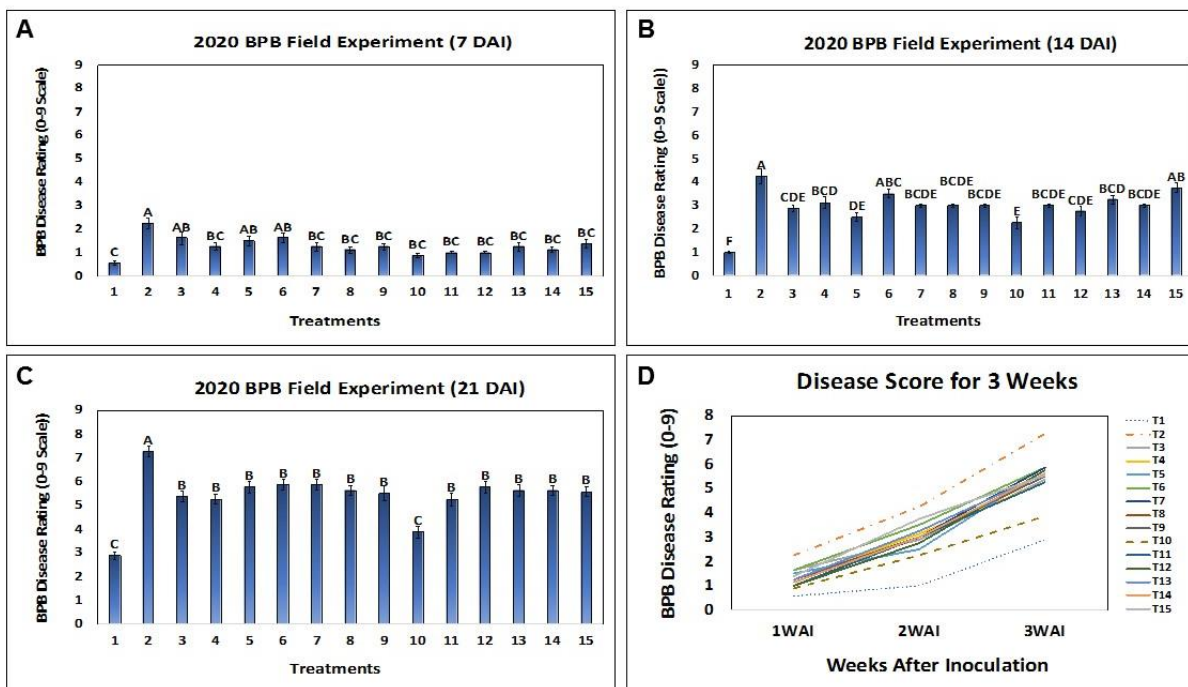 A
2020 BPB Field Experiment (7 DAI)
BPB Disease Rating (0-9 Scale)
9
8
7
6
5
4
3
2
1
0
C A AB BC AB AB BC BC BC BC BC BC BC BC BC
1 2 3 4 5 6 7 8 9 10 11 12 13 14 15
Treatments
B
2020 BPB Field Experiment (14 DAI)
BPB Disease Rating (0-9 Scale)
9
8
7
6
5
4
3
2
1
0
F A CDE BCD DE ABC BCDE BCDE BCDE E BCDE CDE BCD BCDE AB
1 2 3 4 5 6 7 8 9 10 11 12 13 14 15
Treatments
C
2020 BPB Field Experiment (21 DAI)
BPB Disease Rating (0-9 Scale))
9
8
7
6
5
4
3
2
1
0
C A B B B B B B B C B B B B B
1 2 3 4 5 6 7 8 9 10 11 12 13 14 15
Treatments
D
Disease Score for 3 Weeks
BPB Disease Rating (0-9)
8
7
6
5
4
3
2
1
0
1WAI 2WAI 3WAI
Weeks After Inoculation
T1
T2
T3
T4
T5
T6
T7
T8
T9
T10
T11
T12
T13
T14
T15